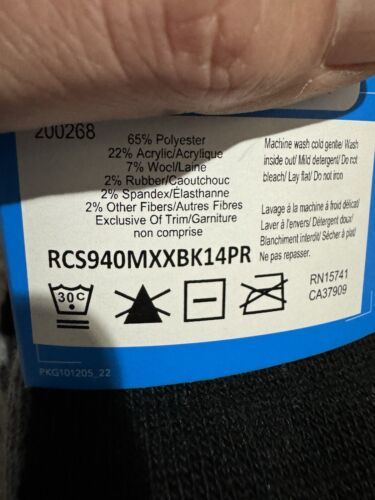 200268
65% Polyester
22% Acrylic/Acrylique
7% Wool/Laine
2% Rubber/Caoutchouc
2% Spandex/Élasthanne
2% Other Fibers/Autres Fibres
Exclusive Of Trim/Garniture
non comprise
RCS940MXXBK14PR
30C
Machine wash cold gentle/ Wash
inside out/ Mild detergent/ Do not
bleach/ Lay flat/ Do not iron
Lavage à la machine à froid délicat/
Laver à l'envers/ Détergent doux/
Blanchiment interdit/ Sécher à plat/
Ne pas repasser.
RN15741
CA37909
PKG101205_22